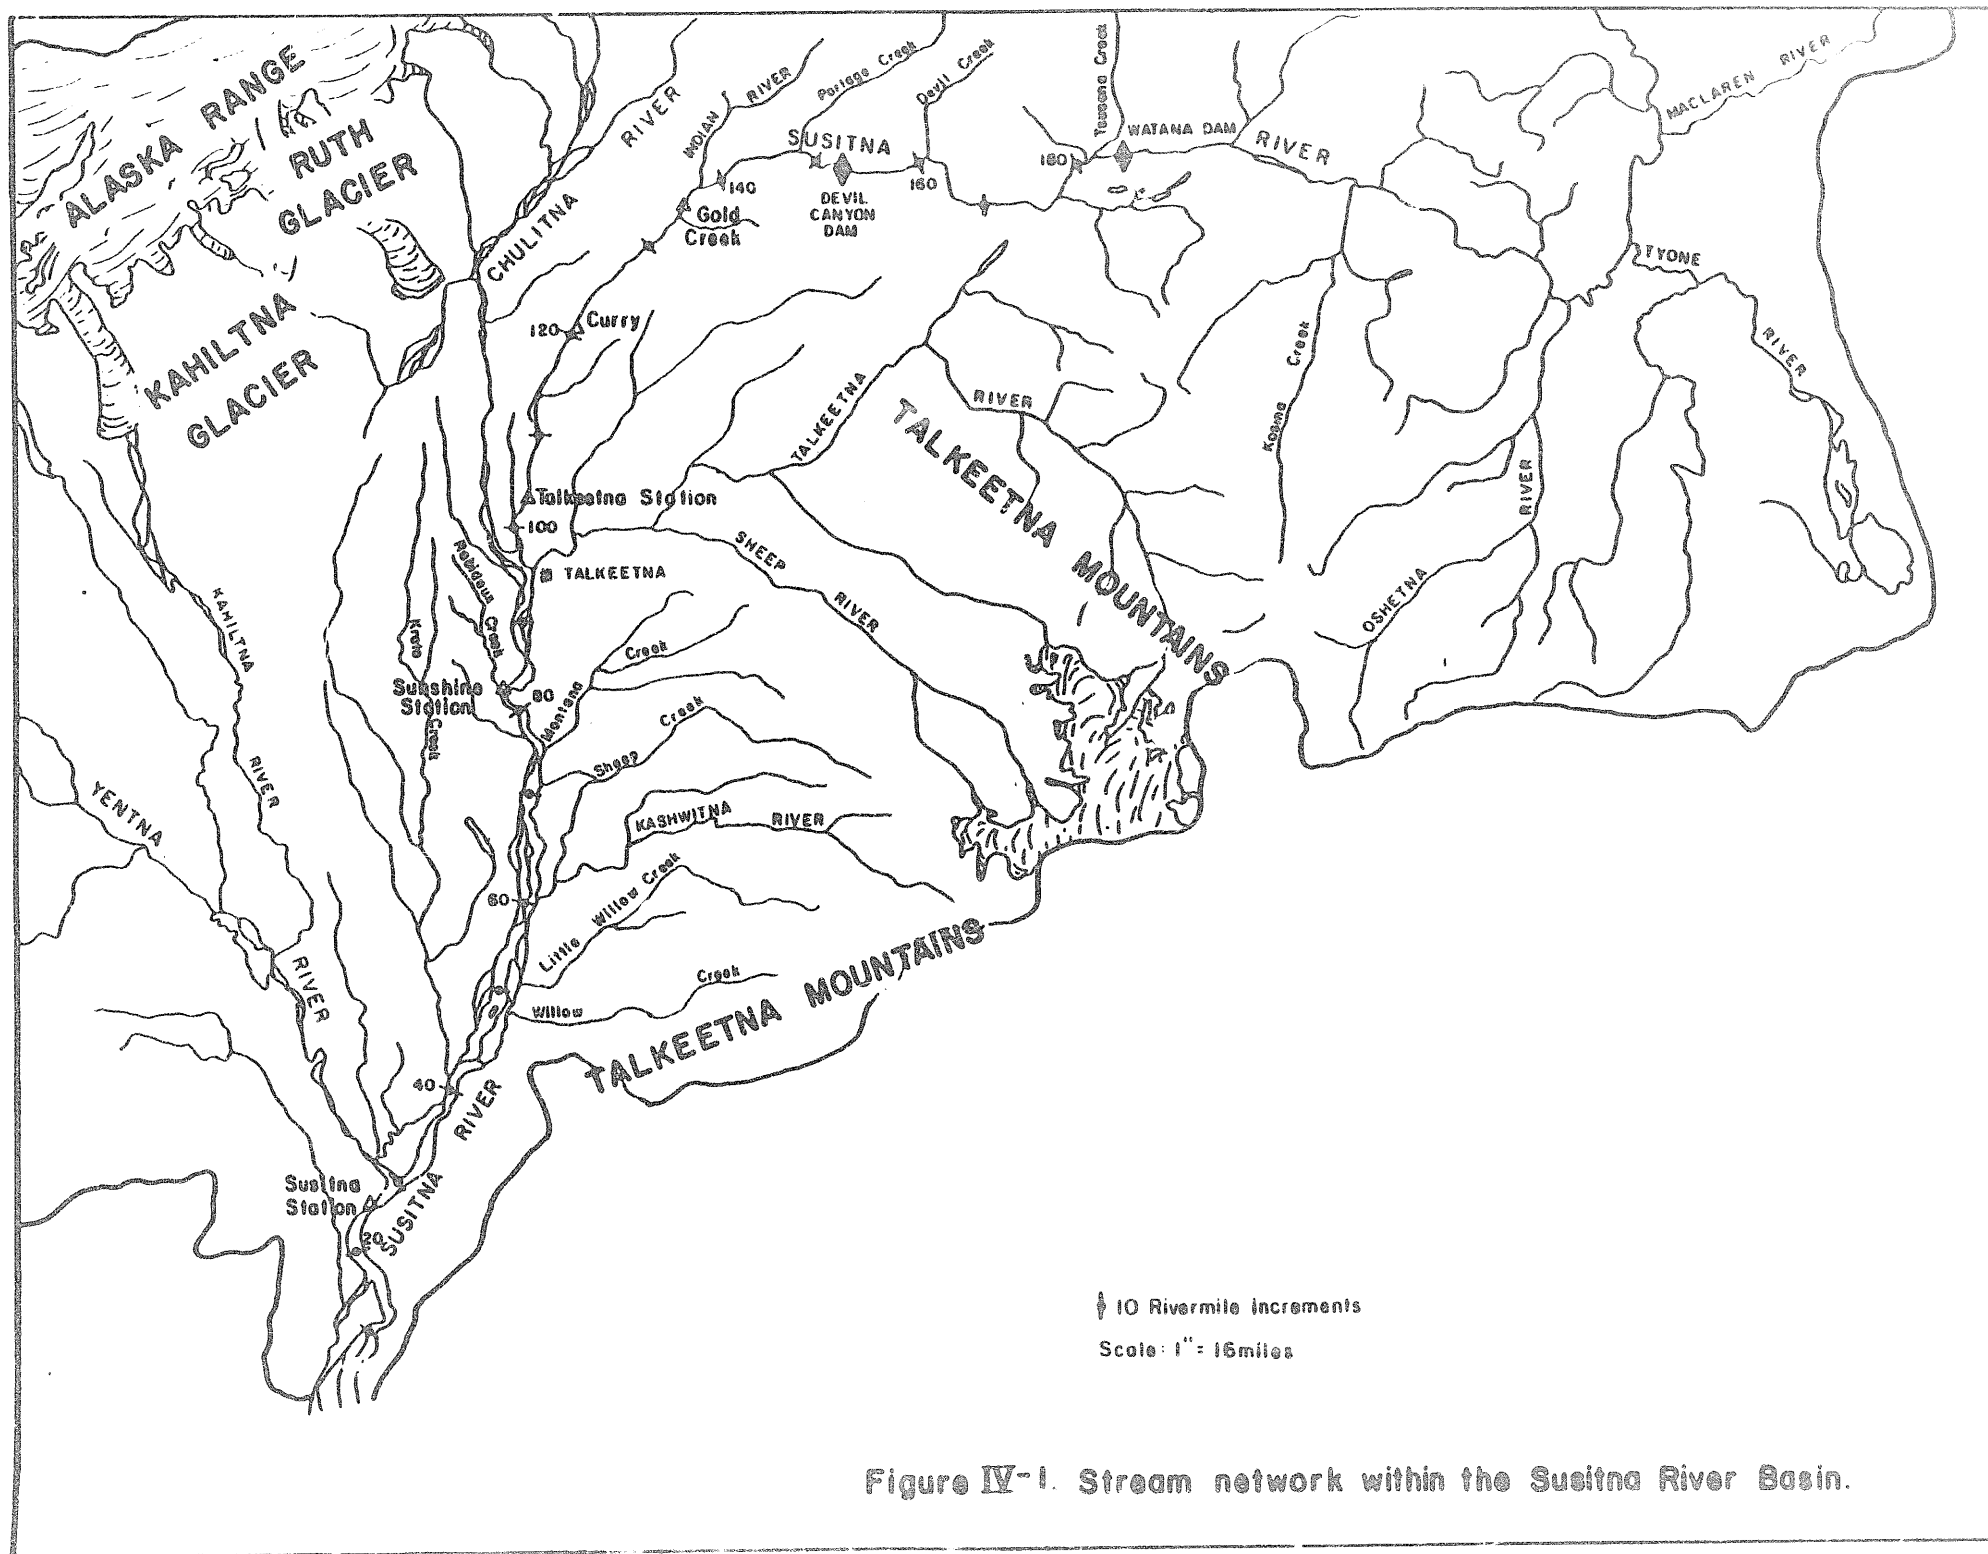 ALASKA RANGE
RUTH
GLACIER
KAHILTNA
GLACIER
CHULITNA
RIVER
INDIAN
RIVER
Portage Creek
Devil Creek
SUSITNA
RIVER
DEVIL
CANYON
DAM
WATANA DAM
Creek
180
160
140
Gold
Creek
120
Curry
MACLAREN RIVER
TYONE
RIVER
Kosina Creek
TALKEETNA
RIVER
TALKEETNA MOUNTAINS
Talkeetna Station
100
TALKEETNA
SHEEP
RIVER
RIVER
OSHETNA
Rabideux
Creek
Kroto
Creek
KAHILTNA
RIVER
Sunshine
Station
80
Montana
Creek
Sheep
Creek
KASHWITNA
RIVER
YENTNA
RIVER
60
Little Willow Creek
Willow
Creek
TALKEETNA MOUNTAINS
40
SUSITNA
RIVER
Susitna
Station
20
10 Rivermile Increments
Scale: 1" = 16miles
Figure IV-1. Stream network within the Susitna River Basin.